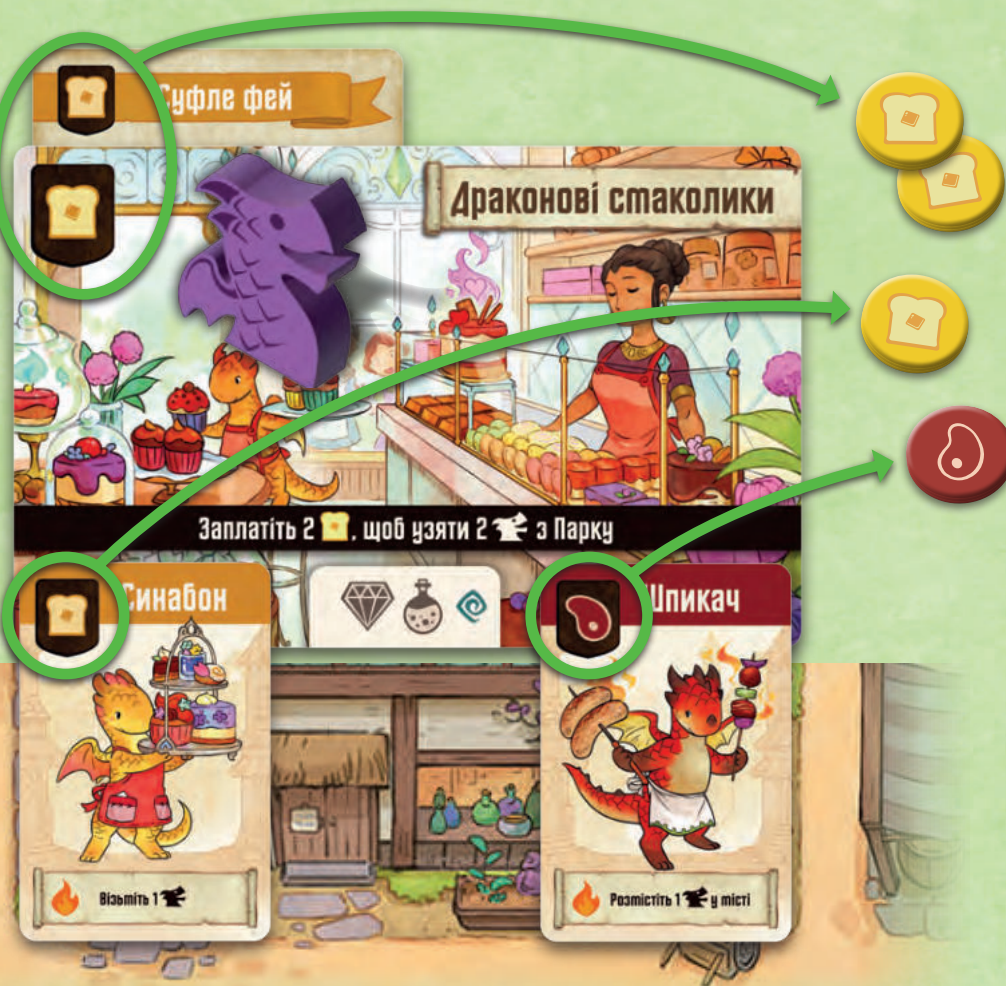 Суфле фей
Драконові смаколики
Заплатіть 2 , щоб узяти 2 з Парку
Синабон
Шпикач
Візьміть 1
Розмістіть 1 у місті